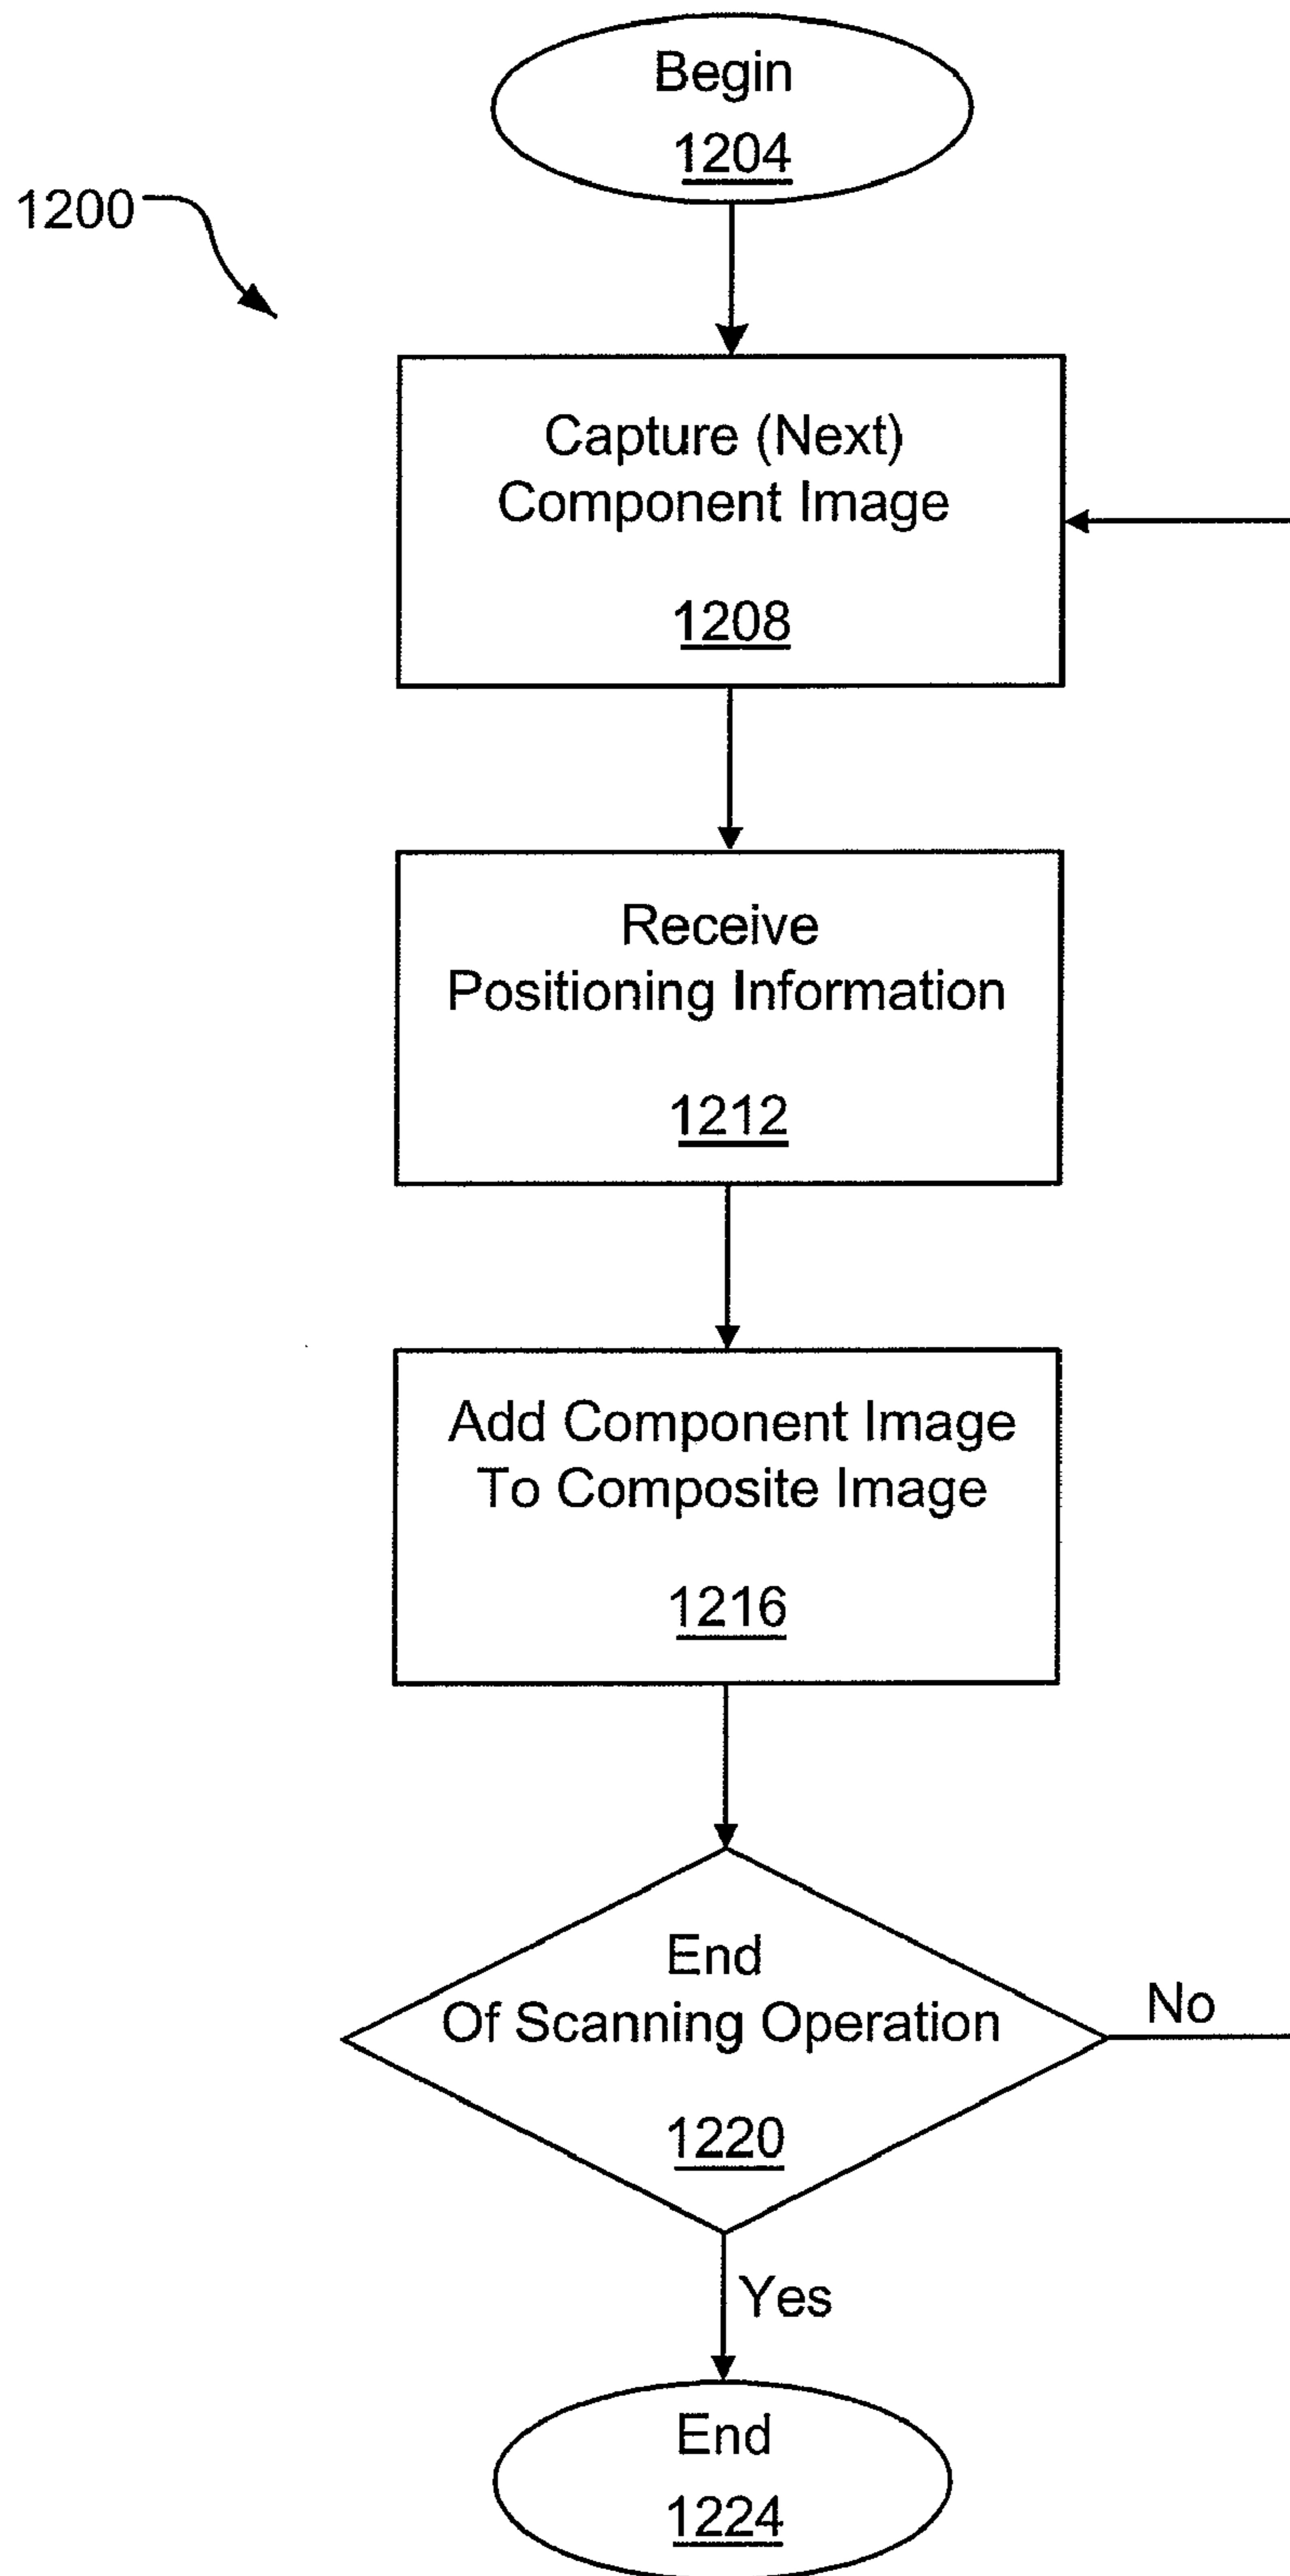 Begin
1204
1200
Capture (Next)
Component Image
1208
Receive
Positioning Information
1212
Add Component Image
To Composite Image
1216
End
Of Scanning Operation
1220
No
Yes
End
1224